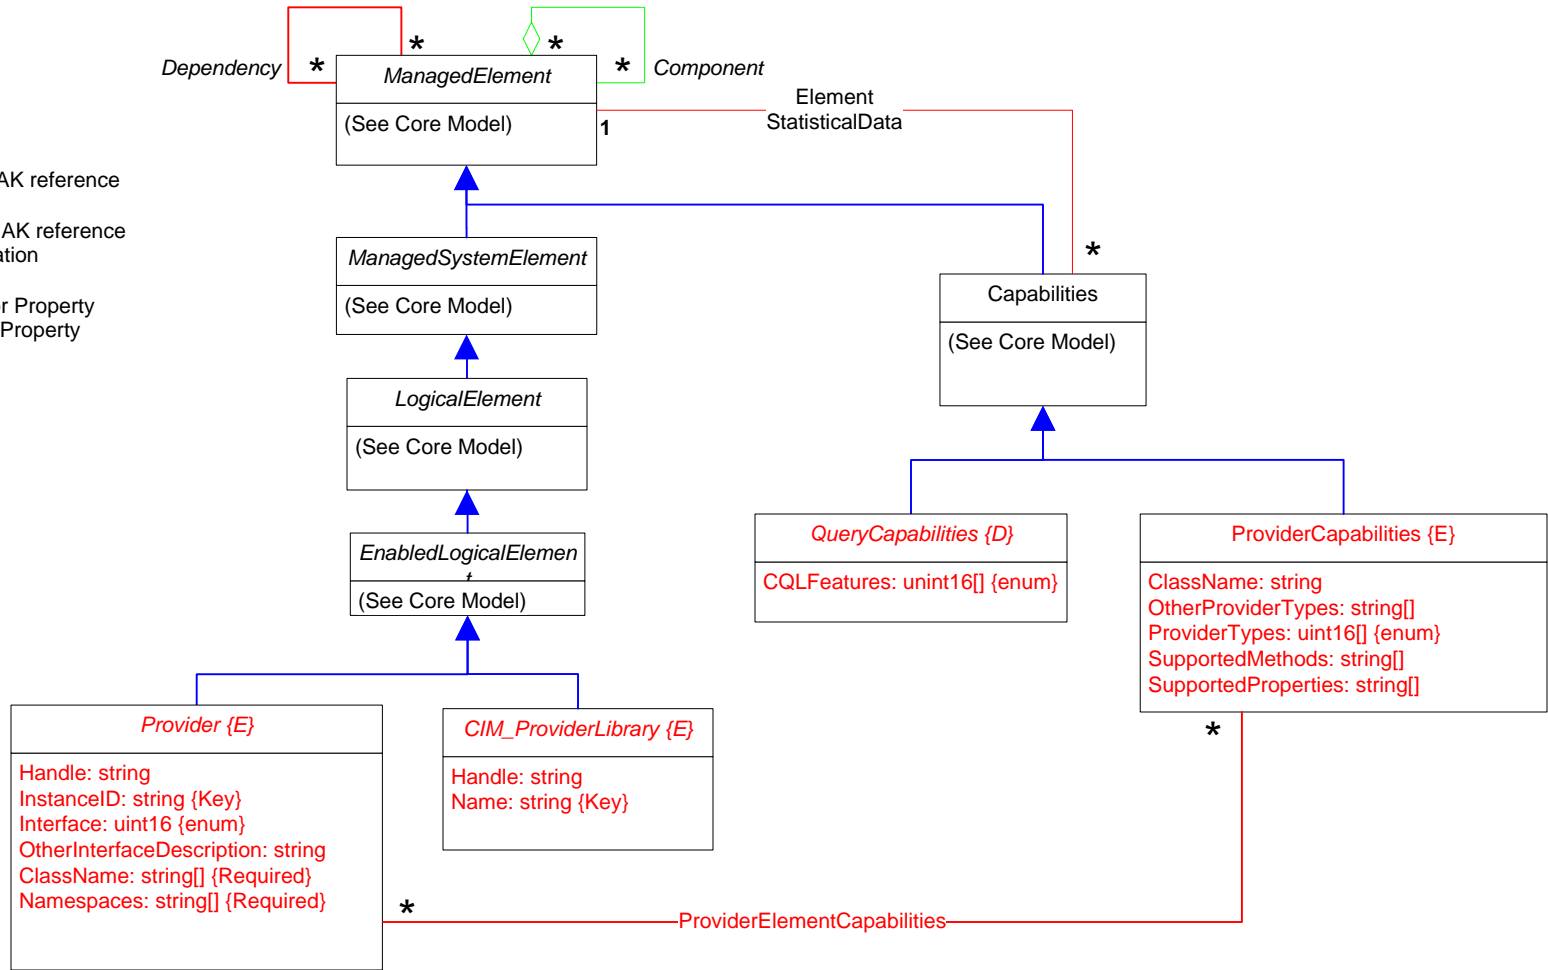 Dependency
*
*
*
*
Component
ManagedElement
(See Core Model)
1
Element
StatisticalData
*
AK reference
AK reference
ation
r Property
Property
ManagedSystemElement
(See Core Model)
LogicalElement
(See Core Model)
EnabledLogicalElemen
t
(See Core Model)
Capabilities
(See Core Model)
QueryCapabilities {D}
CQLFeatures: unint16[] {enum}
ProviderCapabilities {E}
ClassName: string
OtherProviderTypes: string[]
ProviderTypes: uint16[] {enum}
SupportedMethods: string[]
SupportedProperties: string[]
*
Provider {E}
Handle: string
InstanceID: string {Key}
Interface: uint16 {enum}
OtherInterfaceDescription: string
ClassName: string[] {Required}
Namespaces: string[] {Required}
CIM_ProviderLibrary {E}
Handle: string
Name: string {Key}
*
ProviderElementCapabilities